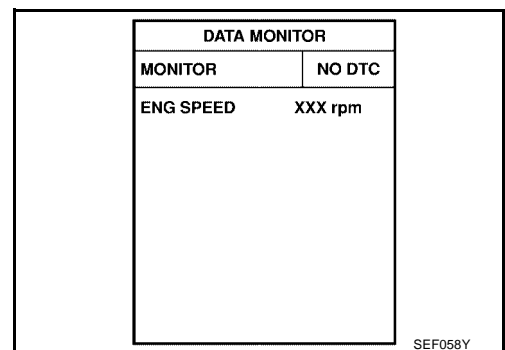 DATA MONITOR
MONITOR NO DTC
ENG SPEED XXX rpm
SEF058Y